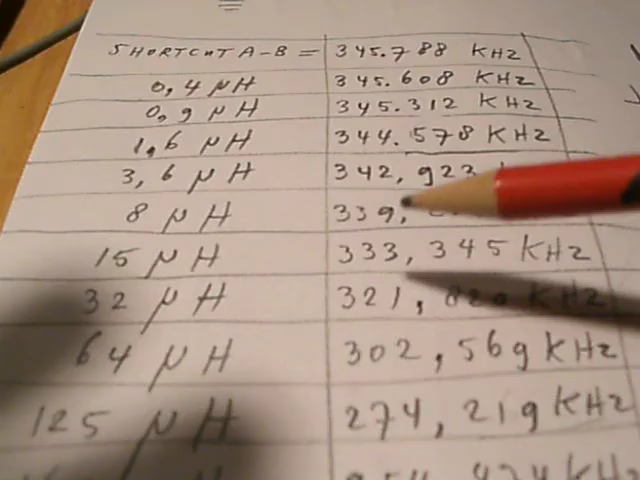 SHORTCUT A-B = 345.788 KHz
0,4 µH 345.608 KHz
0,9 µH 345.312 KHz
1,6 µH 344.578 KHz
3,6 µH 342,923
8 µH 339,
15 µH 333,345 KHz
32 µH 321,820 KHz
64 µH 302,569 KHz
125 µH 274,219 KHz